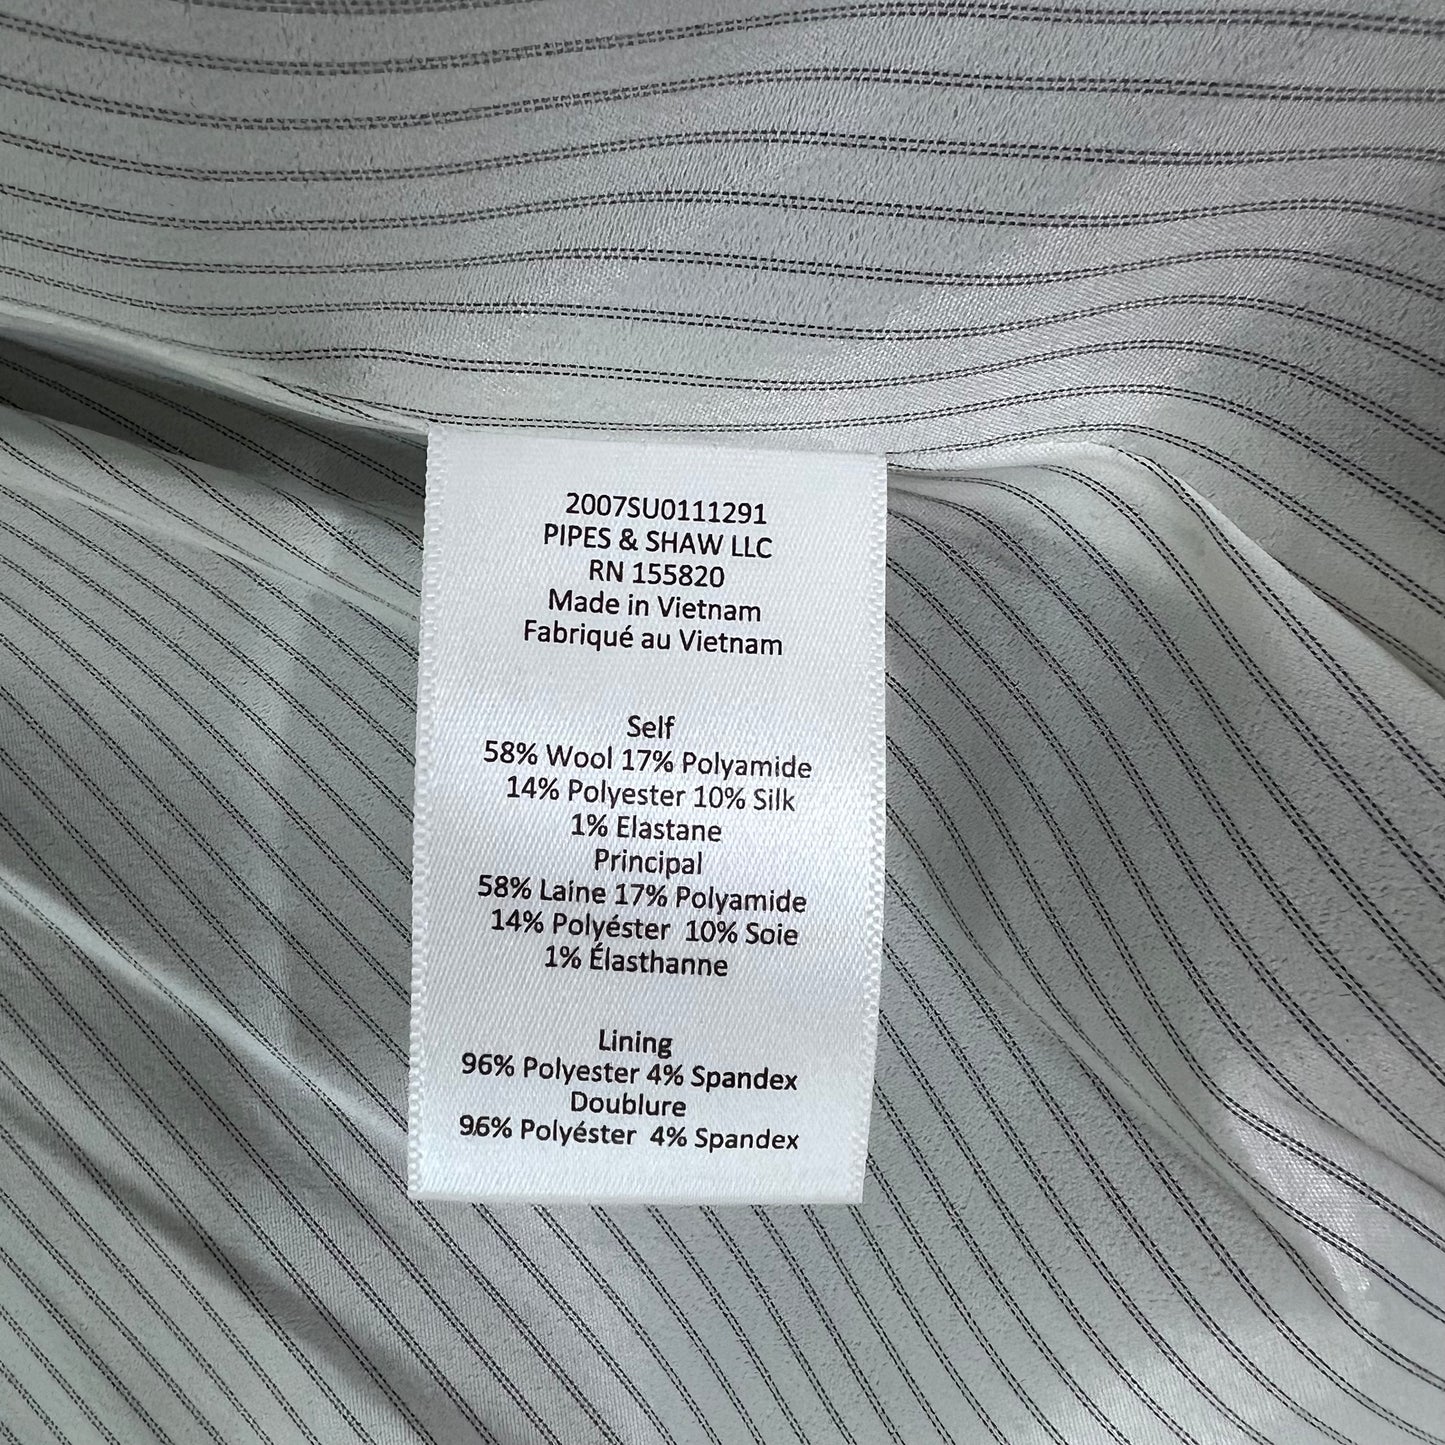 2007SU0111291
PIPES & SHAW LLC
RN 155820
Made in Vietnam
Fabriqué au Vietnam
Self
58% Wool 17% Polyamide
14% Polyester 10% Silk
1% Elastane
Principal
58% Laine 17% Polyamide
14% Polyéster 10% Soie
1% Élasthanne
Lining
96% Polyester 4% Spandex
Doublure
96% Polyéster 4% Spandex